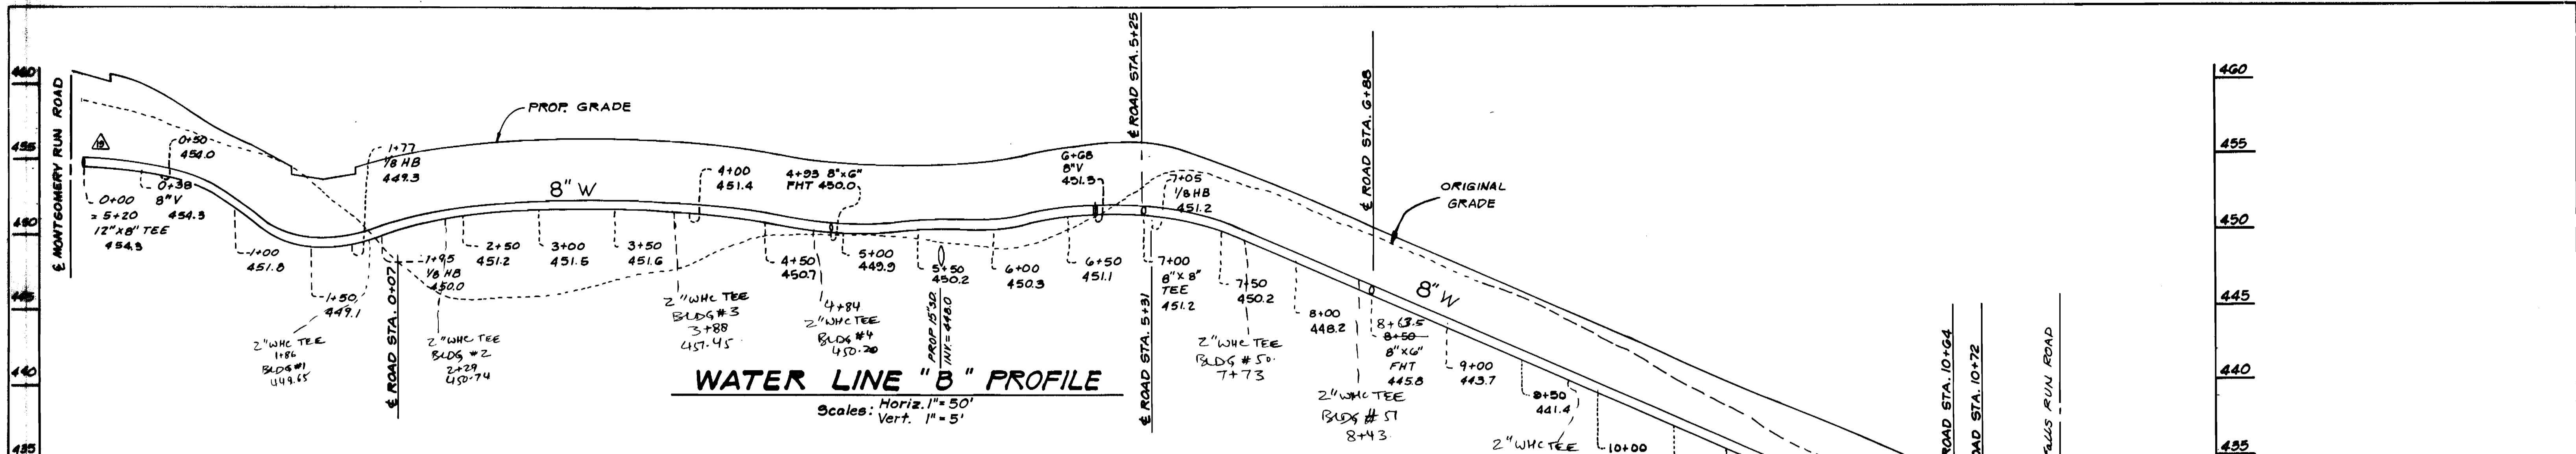 460
455
450
445
440
435
℄ MONTGOMERY RUN ROAD
19
0+00
= 5+20
12"X8" TEE
454.3
0+38
8"V
454.3
0+50
454.0
1+00
451.8
1+50
449.1
1+77
1/8 HB
449.3
2"WHC TEE
1+86
BLDG #1
449.65
℄ ROAD STA. 0+07
1+95
1/8 HB
450.0
2"WHC TEE
BLDG #2
2+29
450.74
PROP. GRADE
2+50
451.2
8" W
3+00
451.6
3+50
451.6
2"WHC TEE
BLDG #3
3+88
451.45
4+00
451.4
4+50
450.7
4+93 8"x6"
FHT 450.0
4+84
2"WHC TEE
BLDG #4
450.20
5+00
449.9
5+50
450.2
PROP 15" S.D.
INV. = 448.0
6+00
450.3
6+50
451.1
6+68
8"V
451.3
℄ ROAD STA. 5+25
7+05
1/8 HB
451.2
7+00
8"X 8"
TEE
451.2
℄ ROAD STA. 5+31
7+50
450.2
2"WHC TEE
BLDG #50
7+73
8+00
448.2
℄ ROAD STA. 6+88
ORIGINAL
GRADE
8" W
2"WHC TEE
BLDG #51
8+43
8+63.5
8+50
8"X6"
FHT
445.8
9+00
443.7
9+50
441.4
2"WHC TEE
10+00
WATER LINE "B" PROFILE
Scales: Horiz. 1" = 50'
Vert. 1" = 5'
ROAD STA. 10+64
ROAD STA. 10+72
FALLS RUN ROAD
460
455
450
445
440
435